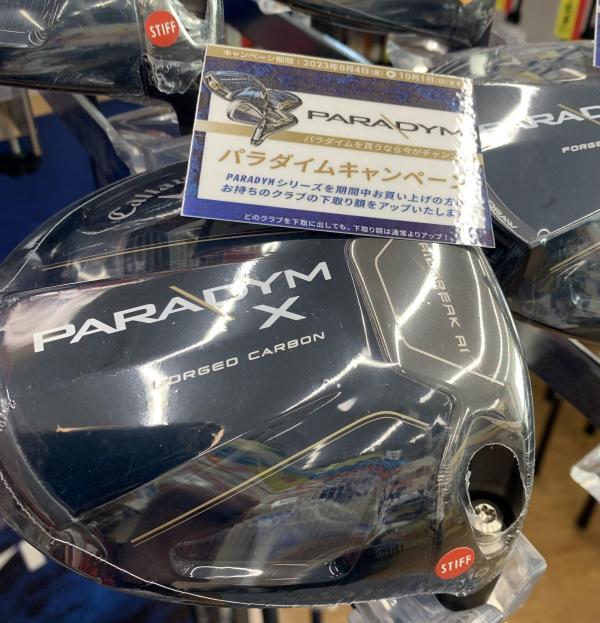 STIFF
キャンペーン期間：2023年8月4日(金) 10月1日(日)
PARADYM
パラダイムを買うなら今がチャンス
パラダイムキャンペーン
PARADYMシリーズを期間中お買い上げの方
お持ちのクラブの下取り額をアップいたしま
どのクラブを下取に出しても、下取り額は通常よりアップ！
Callaway
PARADYM
X
FORGED CARBON
AI
STIFF